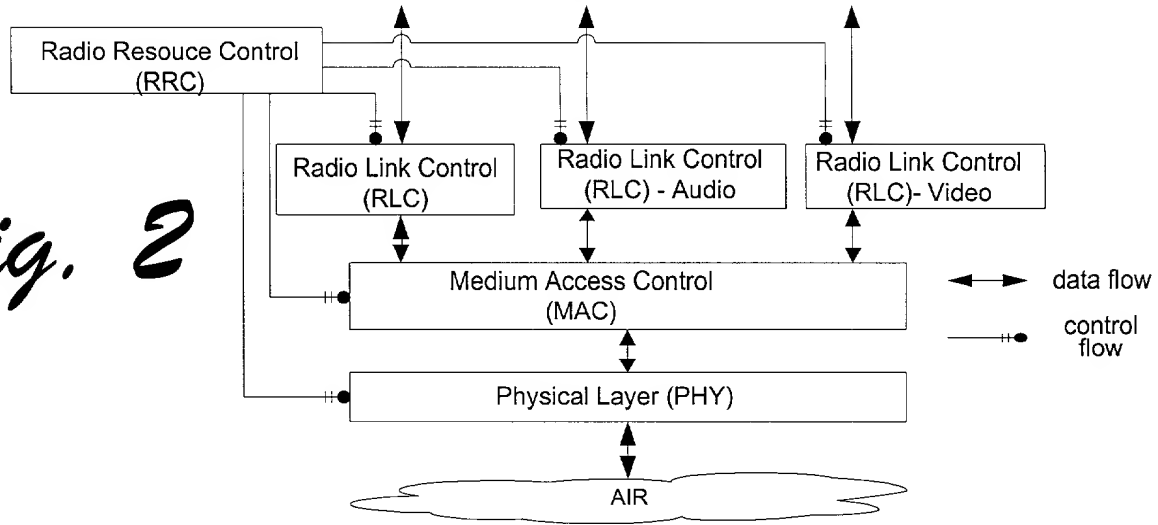 Radio Resouce Control
(RRC)
Radio Link Control
(RLC)
Radio Link Control
(RLC) - Audio
Radio Link Control
(RLC)- Video
ig. 2
Medium Access Control
(MAC)
data flow
control
flow
Physical Layer (PHY)
AIR